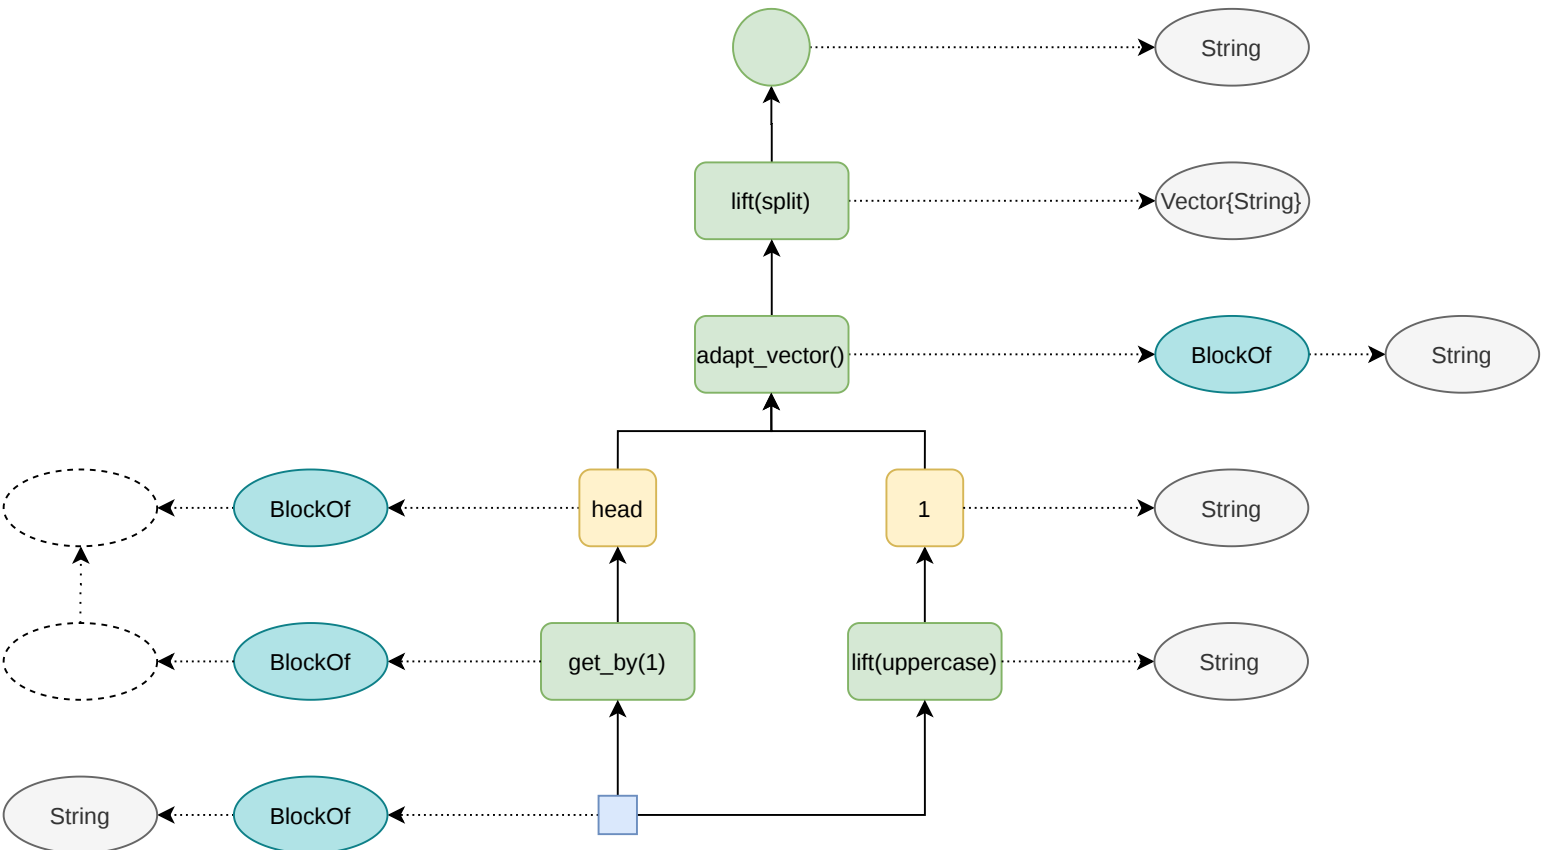 String
lift(split)
Vector{String}
adapt_vector()
BlockOf
String
BlockOf
head
1
String
BlockOf
get_by(1)
lift(uppercase)
String
String
BlockOf